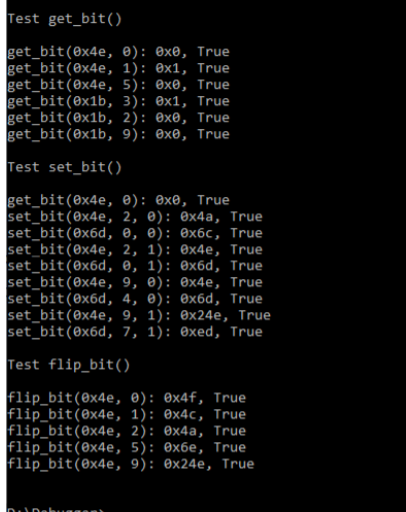 Test get_bit()
get_bit(0x4e, 0): 0x0, True
get_bit(0x4e, 1): 0x1, True
get_bit(0x4e, 5): 0x0, True
get_bit(0x1b, 3): 0x1, True
get_bit(0x1b, 2): 0x0, True
get_bit(0x1b, 9): 0x0, True
Test set_bit()
get_bit(0x4e, 0): 0x0, True
set_bit(0x4e, 2, 0): 0x4a, True
set_bit(0x6d, 0, 0): 0x6c, True
set_bit(0x4e, 2, 1): 0x4e, True
set_bit(0x6d, 0, 1): 0x6d, True
set_bit(0x4e, 9, 0): 0x4e, True
set_bit(0x6d, 4, 0): 0x6d, True
set_bit(0x4e, 9, 1): 0x24e, True
set_bit(0x6d, 7, 1): 0xed, True
Test flip_bit()
flip_bit(0x4e, 0): 0x4f, True
flip_bit(0x4e, 1): 0x4c, True
flip_bit(0x4e, 2): 0x4a, True
flip_bit(0x4e, 5): 0x6e, True
flip_bit(0x4e, 9): 0x24e, True